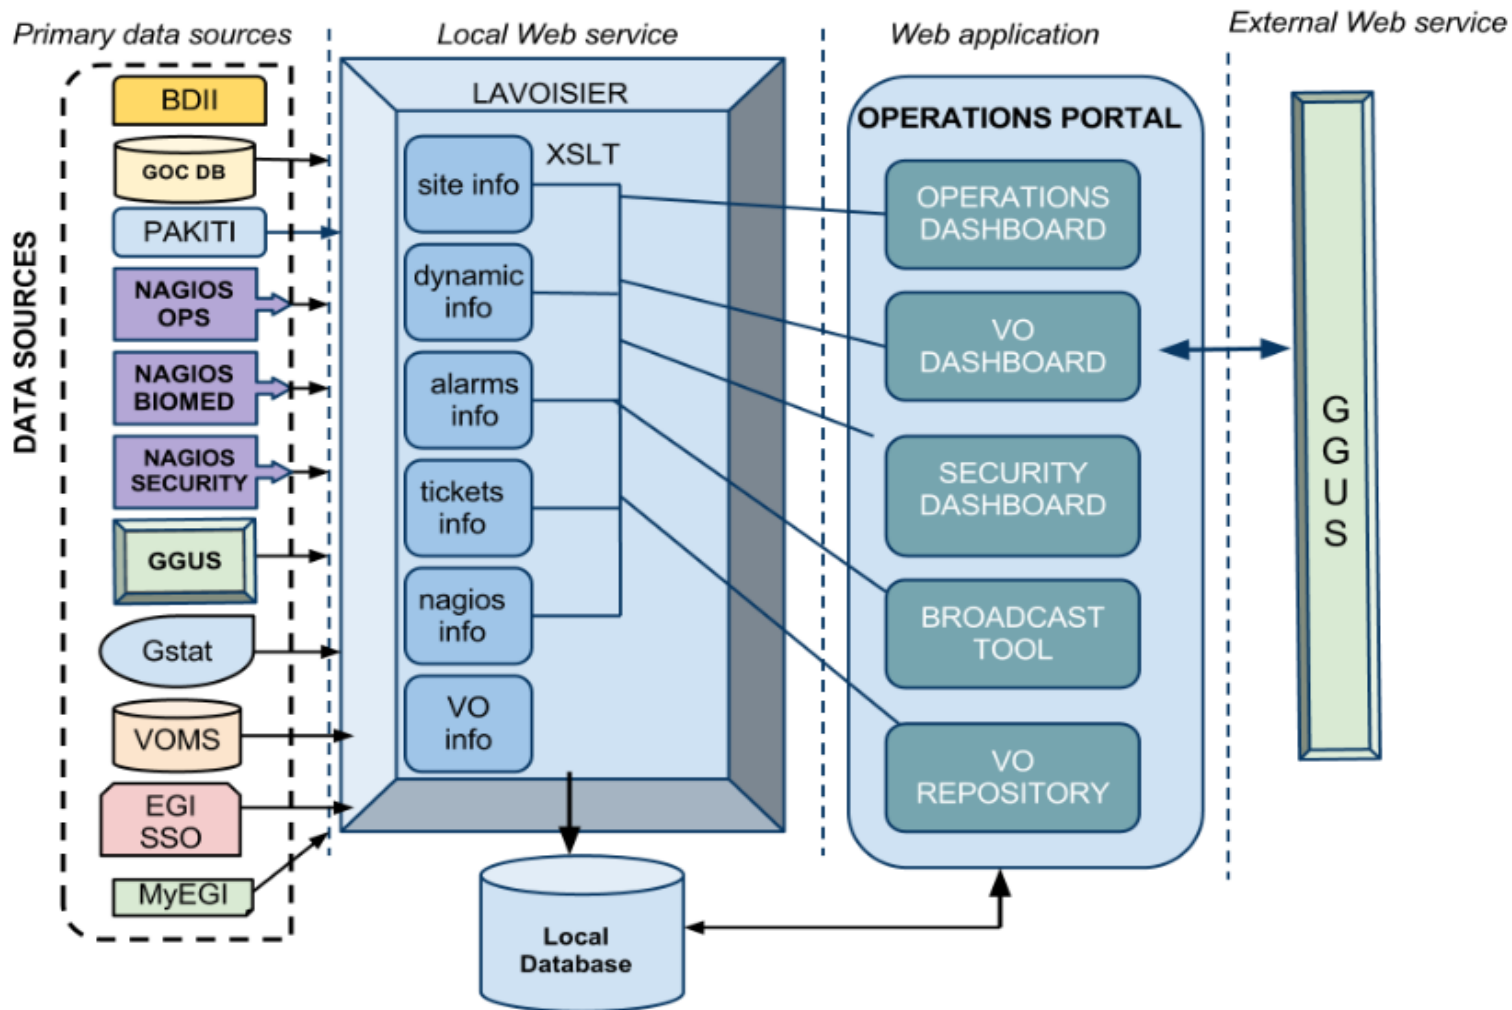 Primary data sources
Local Web service
Web application
External Web service
DATA SOURCES
BDII
GOC DB
PAKITI
NAGIOS
OPS
NAGIOS
BIOMED
NAGIOS
SECURITY
GGUS
Gstat
VOMS
EGI
SSO
MyEGI
LAVOISIER
XSLT
site info
dynamic
info
alarms
info
tickets
info
nagios
info
VO
info
Local
Database
OPERATIONS PORTAL
OPERATIONS
DASHBOARD
VO
DASHBOARD
SECURITY
DASHBOARD
BROADCAST
TOOL
VO
REPOSITORY
G
G
U
S